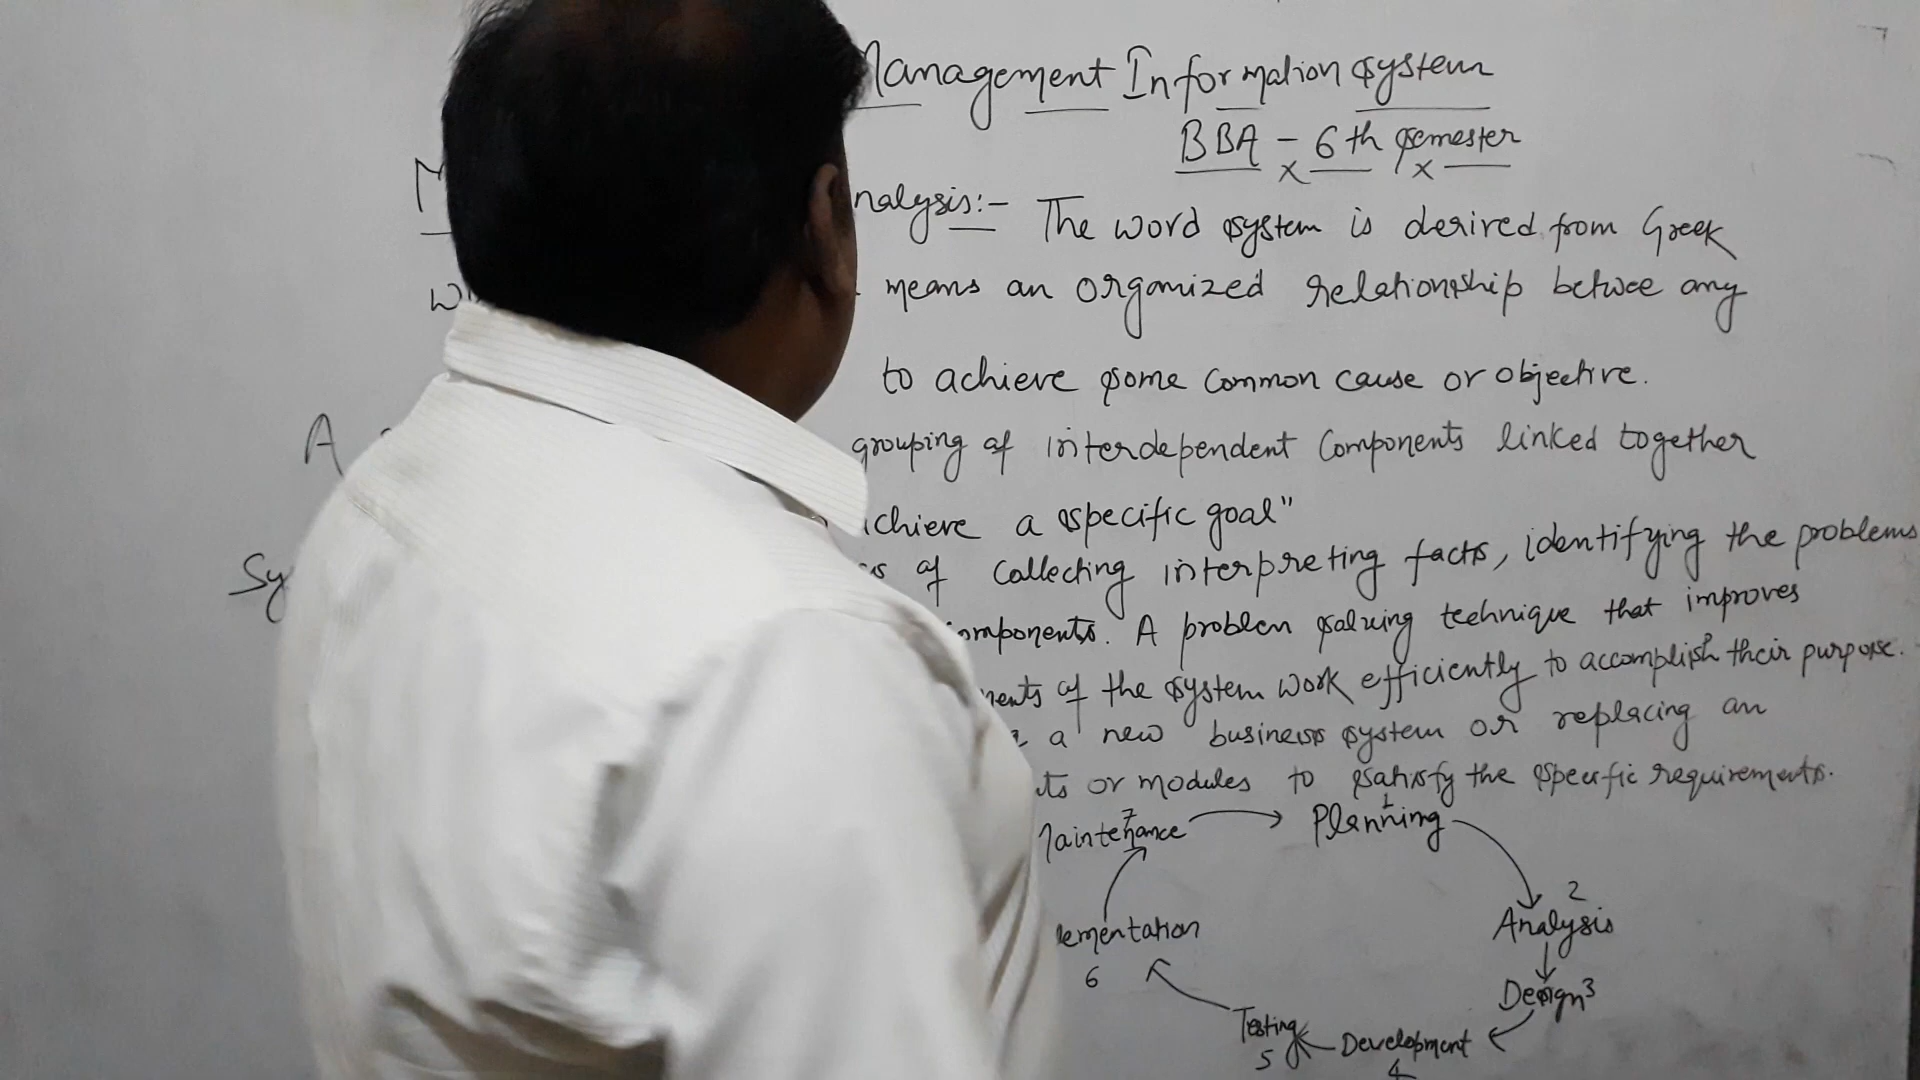 Management Information system
BBA - 6th semester
nalysis:- The word system is derived from Greek
means an organized relationship betwee any
to achieve some common cause or objective.
A grouping of interdependent components linked together
achieve a specific goal"
Sy of collecting interpreting facts, identifying the problems
omponents. A problem solving technique that improves
nents of the system work efficiently to accomplish their purpose.
a new business system or replacing an
ts or modules to satisfy the specific requirements.
Maintenance 7 Planning 1
Analysis 2
lementation 6
Design 3
Testing 5
Development 4